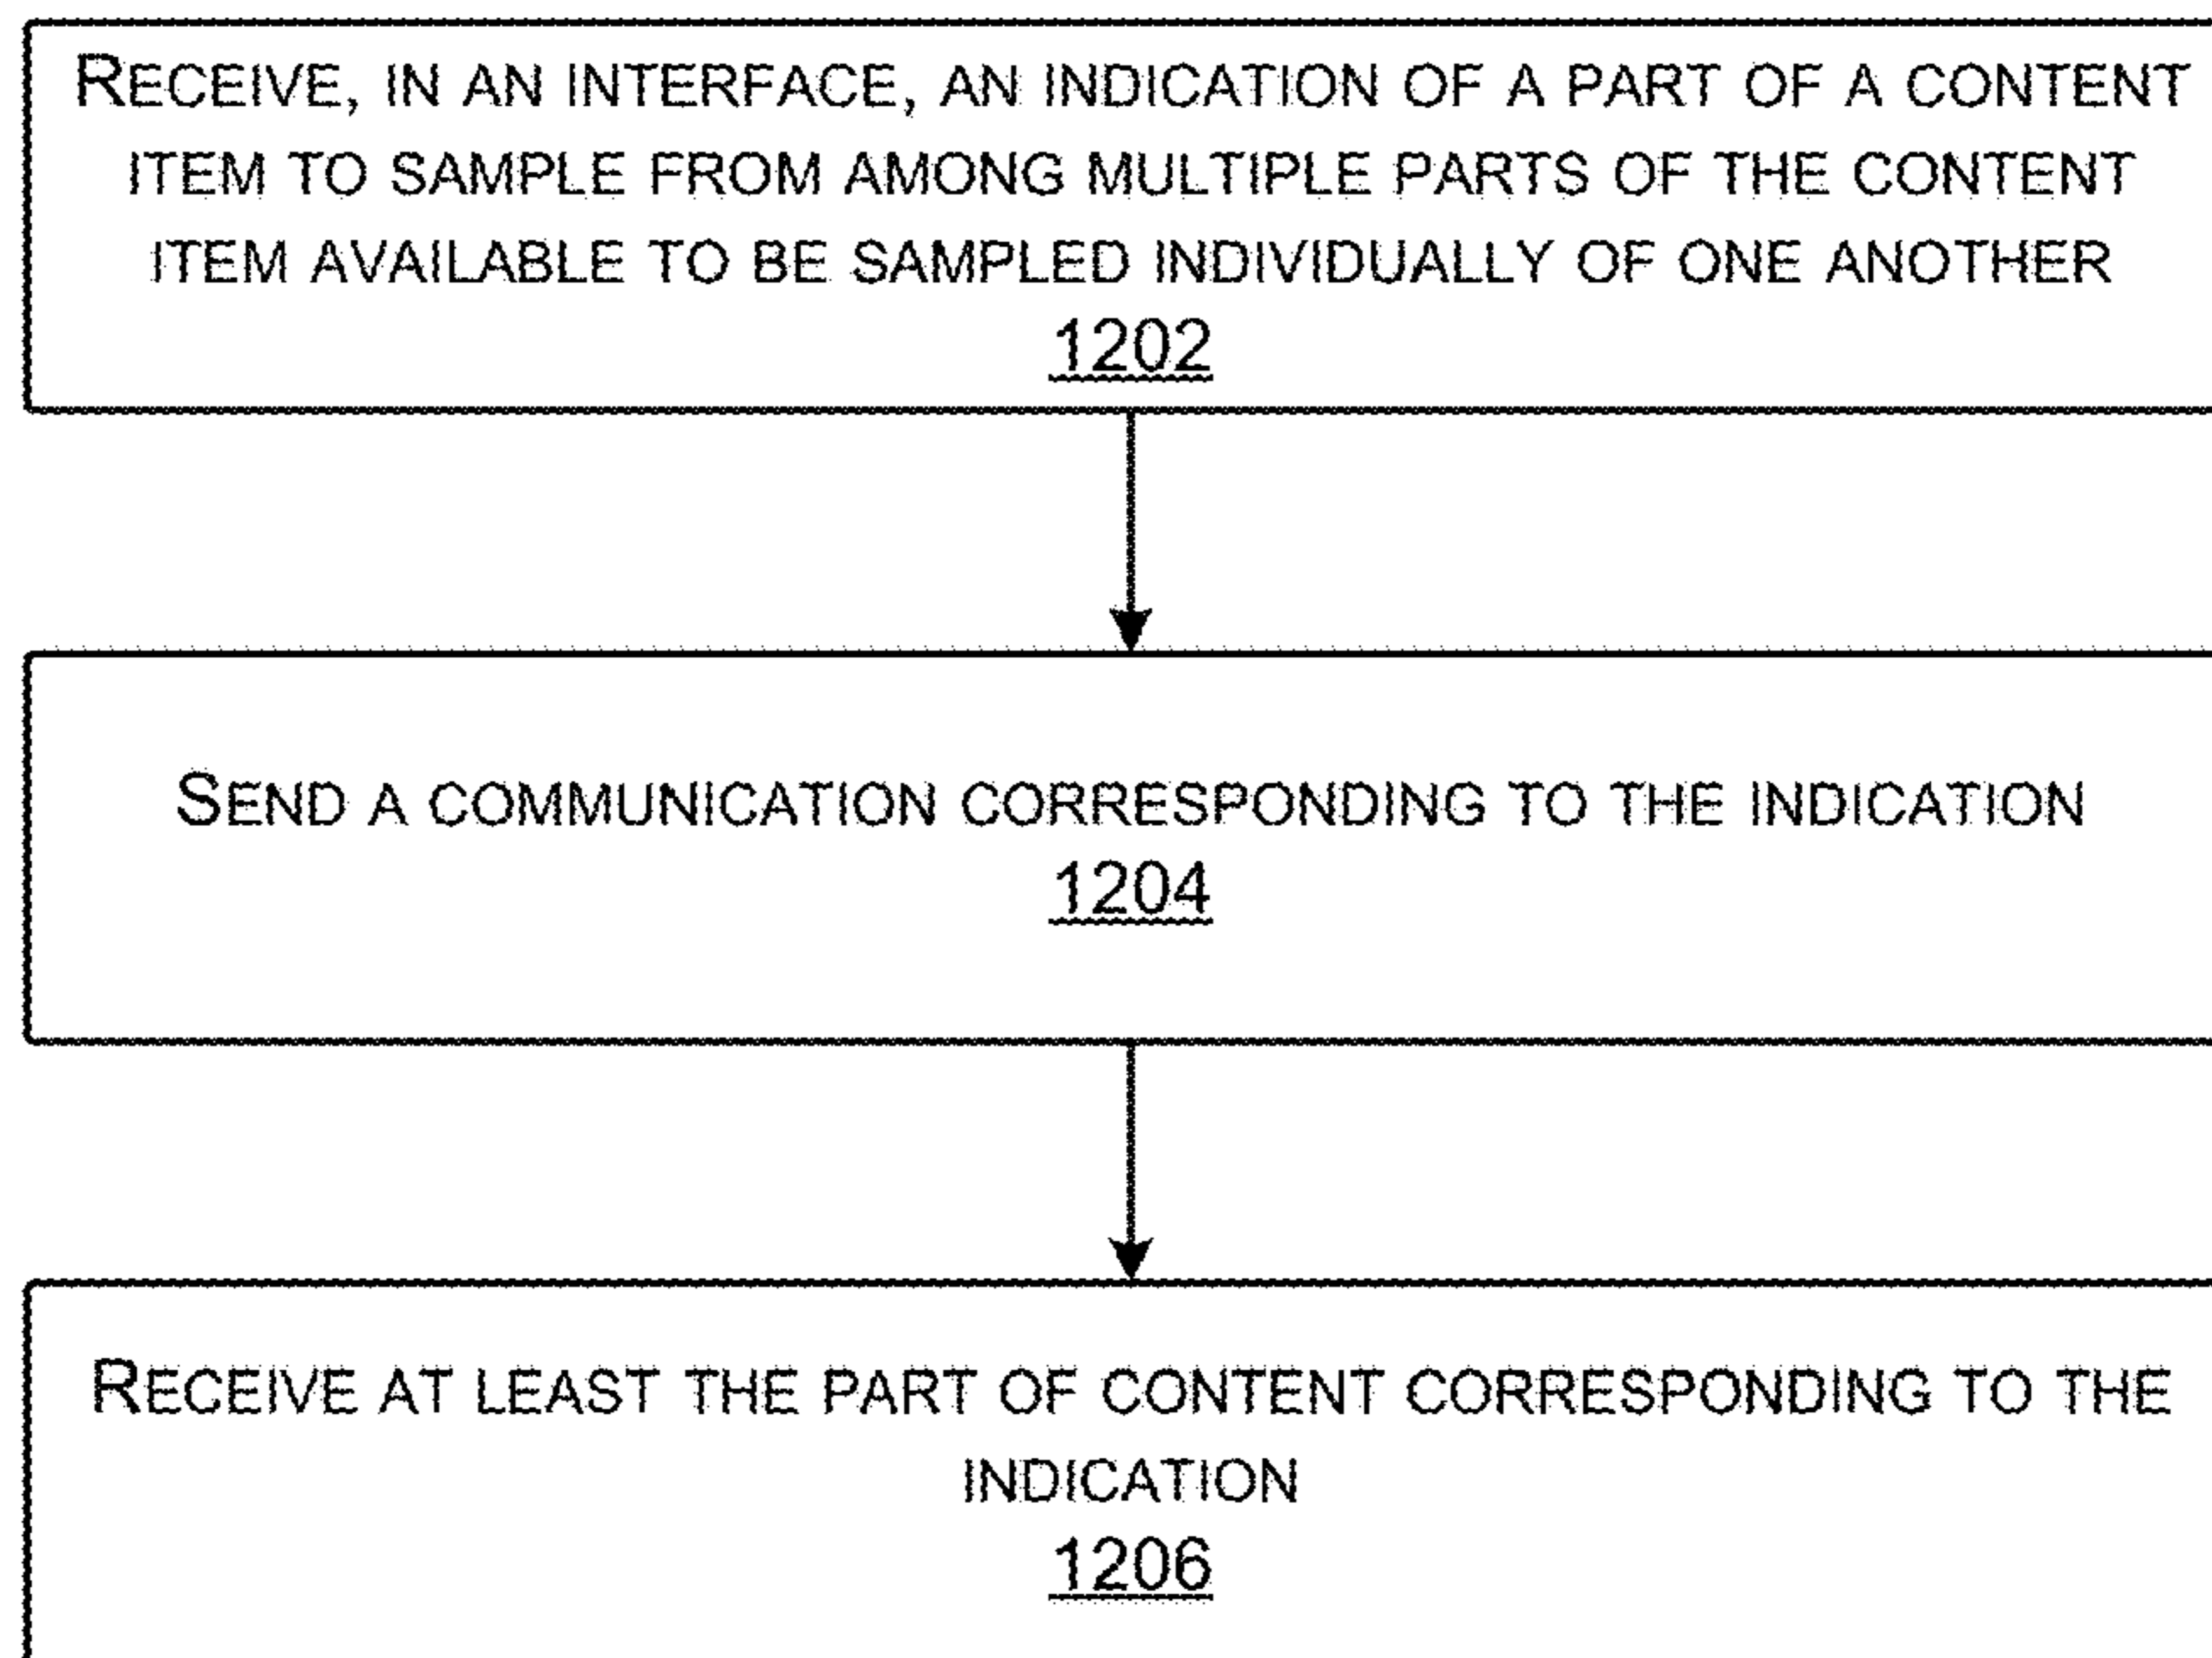 RECEIVE, IN AN INTERFACE, AN INDICATION OF A PART OF A CONTENT
ITEM TO SAMPLE FROM AMONG MULTIPLE PARTS OF THE CONTENT
ITEM AVAILABLE TO BE SAMPLED INDIVIDUALLY OF ONE ANOTHER
1202
SEND A COMMUNICATION CORRESPONDING TO THE INDICATION
1204
RECEIVE AT LEAST THE PART OF CONTENT CORRESPONDING TO THE
INDICATION
1206